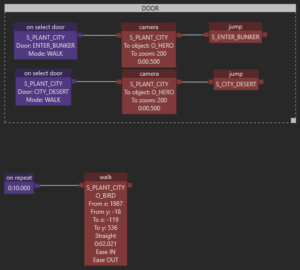 DOOR
on select door
S_PLANT_CITY
Door: ENTER_BUNKER
Mode: WALK
camera
S_PLANT_CITY
To object: O_HERO
To zoom: 200
0:00.500
jump
S_ENTER_BUNKER
on select door
S_PLANT_CITY
Door: CITY_DESERT
Mode: WALK
camera
S_PLANT_CITY
To object: O_HERO
To zoom: 200
0:00.500
jump
S_CITY_DESERT
on repeat
0:10.000
walk
S_PLANT_CITY
O_BIRD
From x: 1987
From y: -18
To x: -119
To y: 536
Straight
0:02.021
Ease IN
Ease OUT